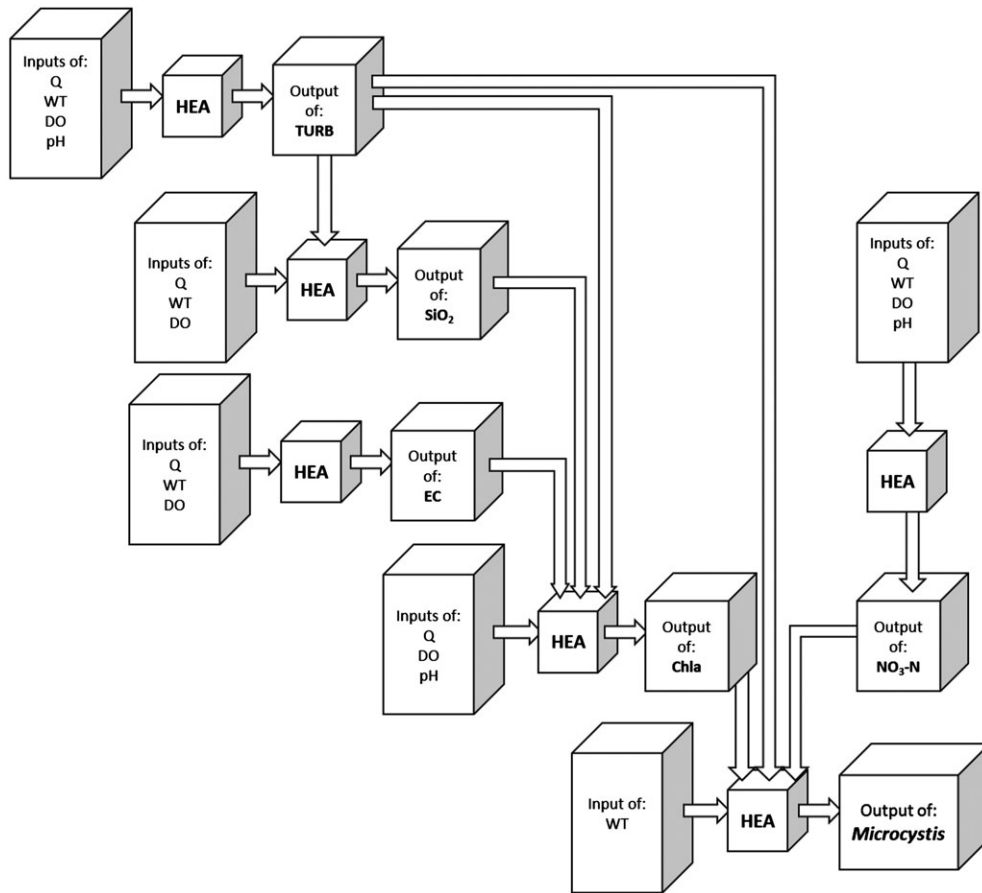 Inputs of:
Q
WT
DO
pH
HEA
Output
of:
TURB
Inputs of:
Q
WT
DO
HEA
Output
of:
SiO₂
Inputs of:
Q
WT
DO
pH
Inputs of:
Q
WT
DO
HEA
Output
of:
EC
HEA
Inputs of:
Q
DO
pH
HEA
Output
of:
Chla
Output
of:
NO₃-N
Input of:
WT
HEA
Output of:
Microcystis